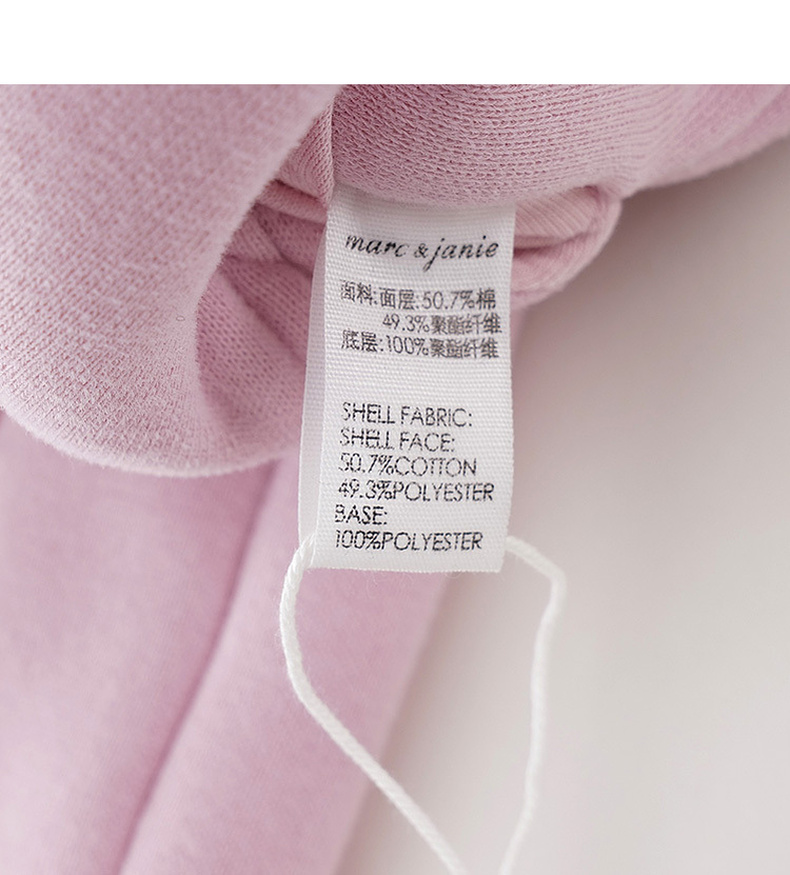 marc & janie
面料:面层:50.7%棉
49.3%聚酯纤维
底层:100%聚酯纤维
SHELL FABRIC:
SHELL FACE:
50.7%COTTON
49.3%POLYESTER
BASE:
100%POLYESTER